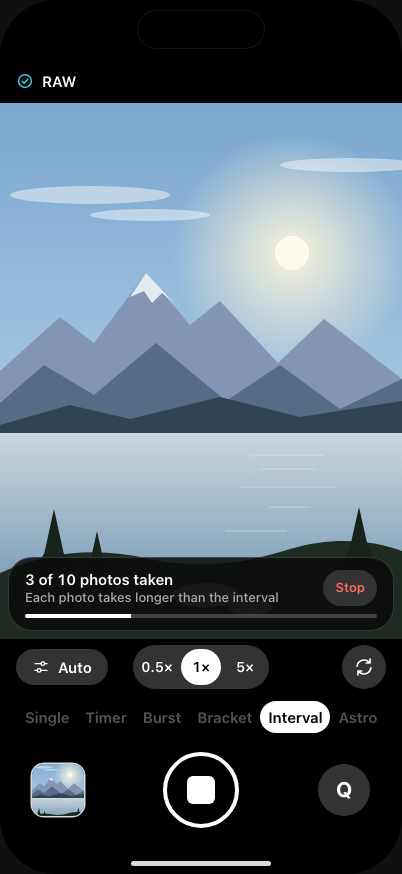 RAW
3 of 10 photos taken
Each photo takes longer than the interval
Stop
Auto
0.5×
1×
5×
Single
Timer
Burst
Bracket
Interval
Astro
Q